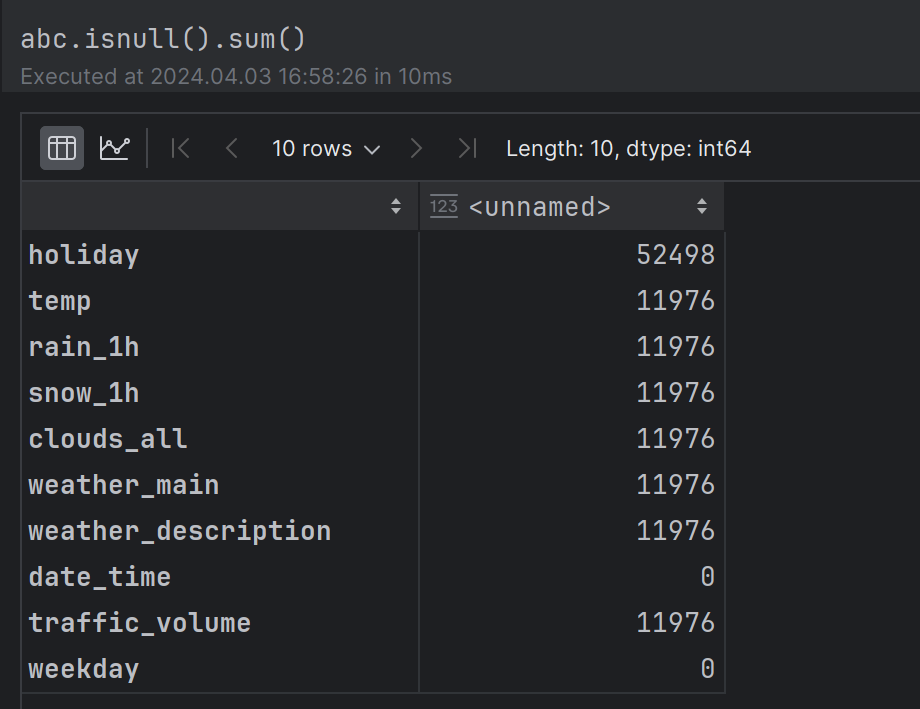 abc.isnull().sum()
Executed at 2024.04.03 16:58:26 in 10ms
10 rows Length: 10, dtype: int64
123 <unnamed>
holiday 52498
temp 11976
rain_1h 11976
snow_1h 11976
clouds_all 11976
weather_main 11976
weather_description 11976
date_time 0
traffic_volume 11976
weekday 0